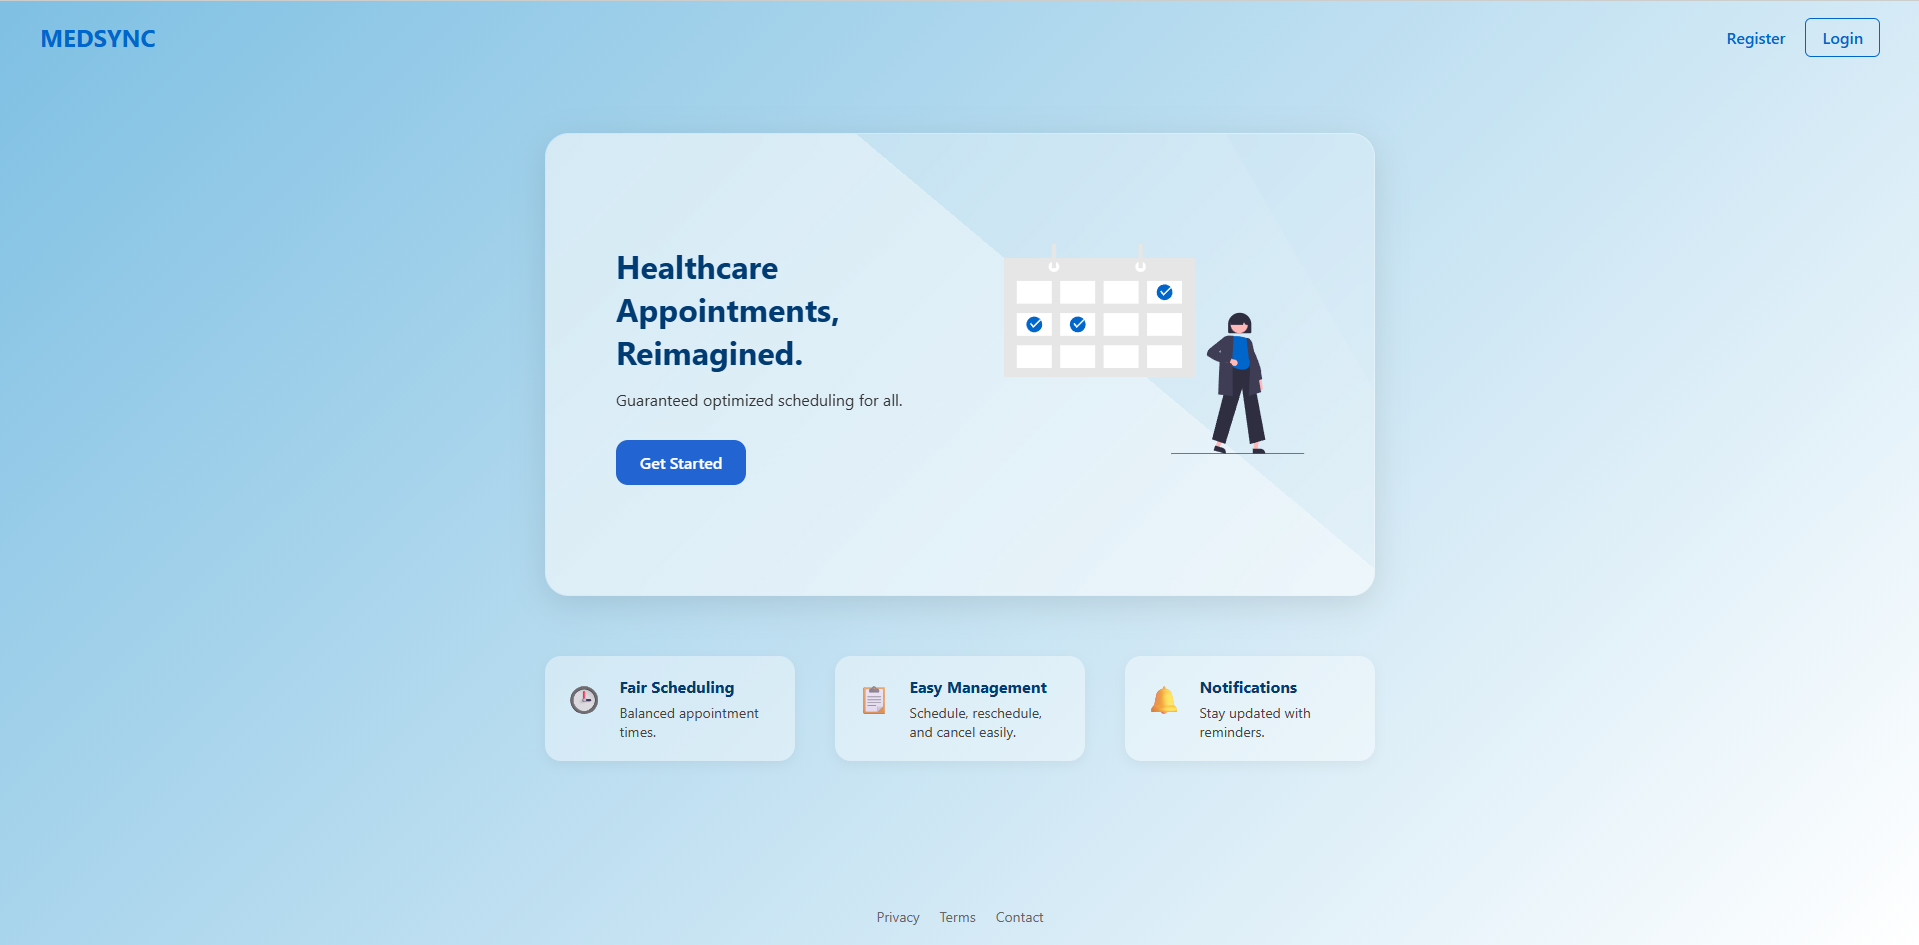 MEDSYNC
Register
Login
Healthcare
Appointments,
Reimagined.
Guaranteed optimized scheduling for all.
Get Started
Fair Scheduling
Balanced appointment
times.
Easy Management
Schedule, reschedule,
and cancel easily.
Notifications
Stay updated with
reminders.
Privacy
Terms
Contact